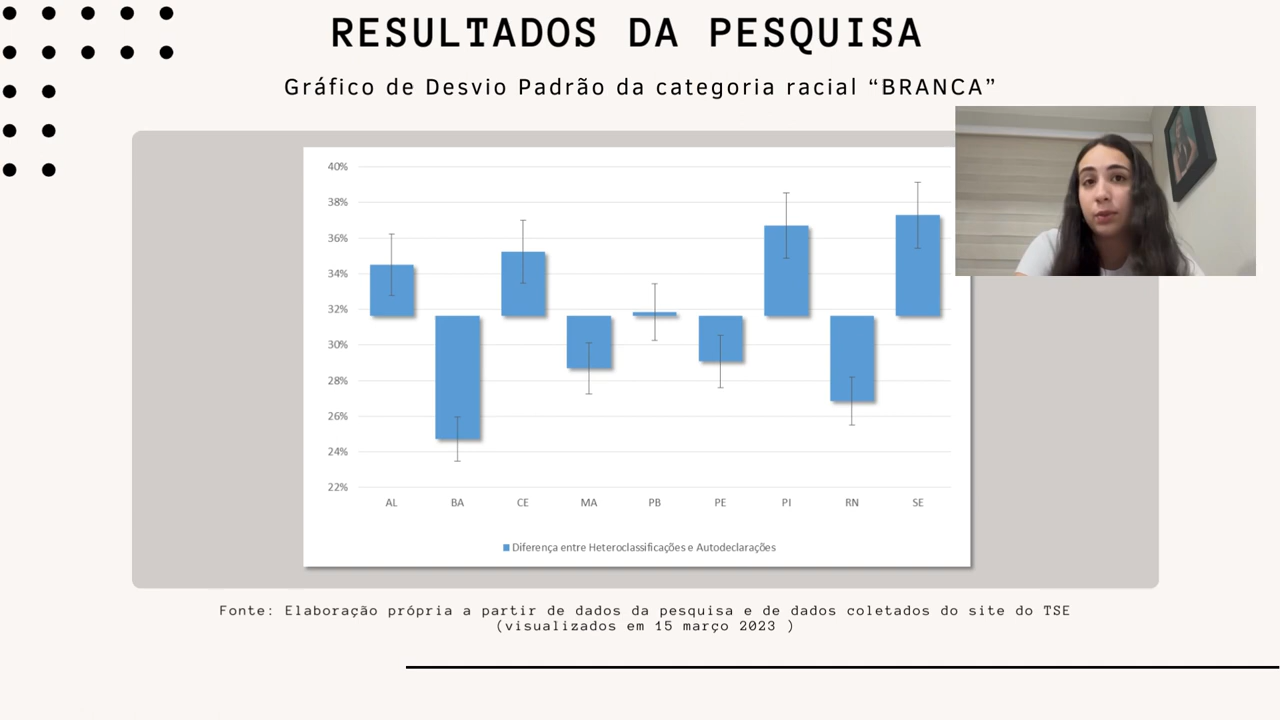 RESULTADOS DA PESQUISA
Gráfico de Desvio Padrão da categoria racial “BRANCA”
40%
38%
36%
34%
32%
30%
28%
26%
24%
22%
AL BA CE MA PB PE PI RN SE
Diferença entre Heteroclassificações e Autodeclarações
Fonte: Elaboração própria a partir de dados da pesquisa e de dados coletados do site do TSE
(visualizados em 15 março 2023 )